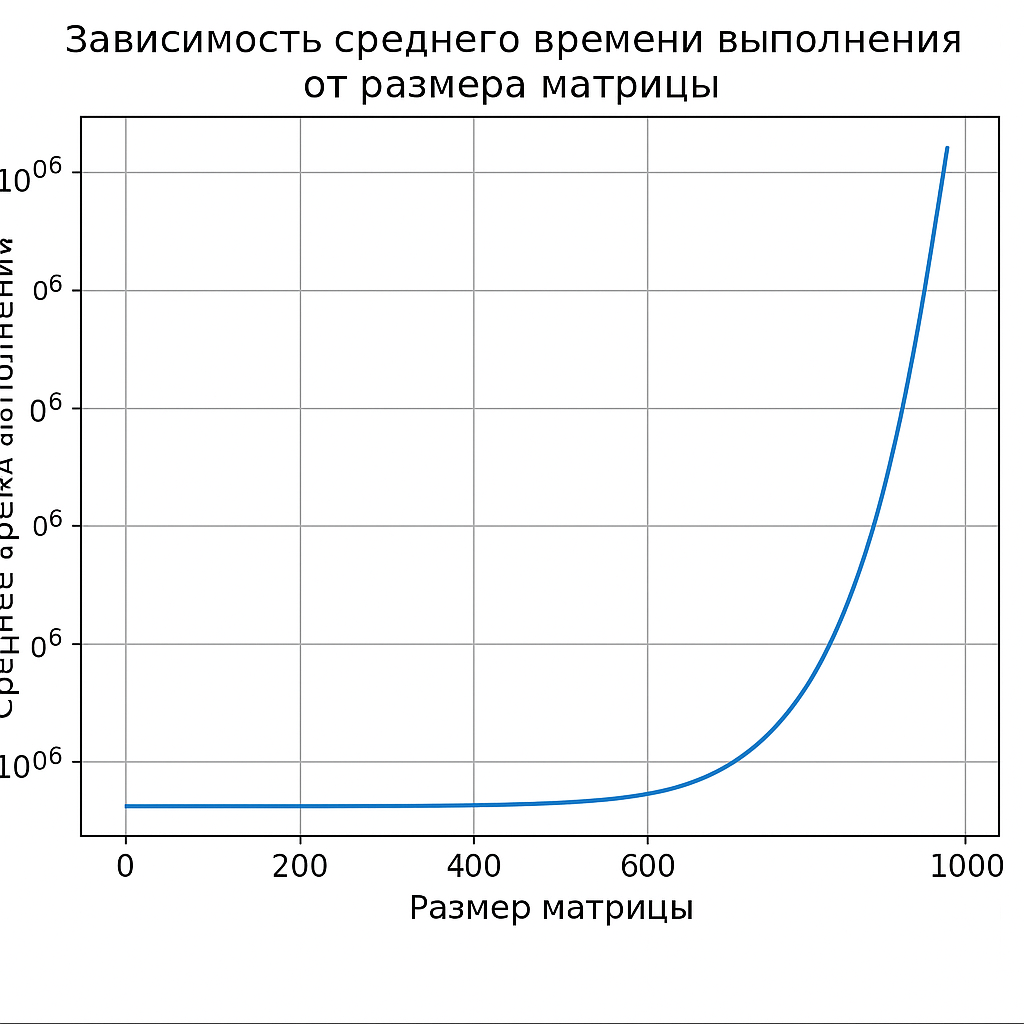 Зависимость среднего времени выполнения
от размера матрицы
10⁰⁶
0⁶
0⁶
0⁶
0⁶
10⁰⁶
Среднее
0
200
400
600
1000
Размер матрицы